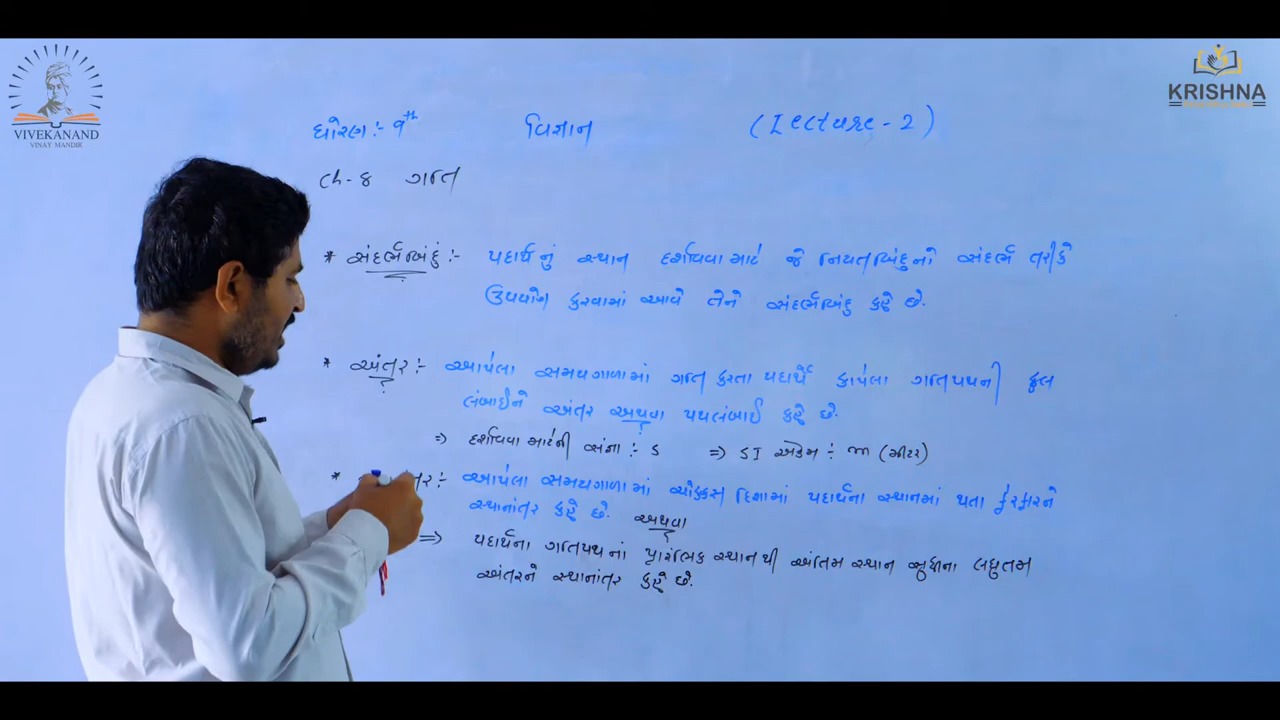 VIVEKANAND
VINAY MANDIR
KRISHNA
ધોરણ :- 9th વિજ્ઞાન (Lecture - 2)
Ch-8 ગતિ
* સંદર્ભબિંદુ :- પદાર્થનું સ્થાન દર્શાવવા માટે જે નિયતબિંદુનો સંદર્ભ તરીકે
ઉપયોગ કરવામાં આવે તેને સંદર્ભબિંદુ કહે છે.
* અંતર :- આપેલા સમયગાળામાં ગતિ કરતા પદાર્થે કાપેલા ગતિપથની કુલ
લંબાઈને અંતર અથવા પથલંબાઈ કહે છે.
⇒ દર્શાવવા માટેની સંજ્ઞા :- S ⇒ SI એકમ :- m (મીટર)
* તર :- આપેલા સમયગાળામાં ચોક્કસ દિશામાં પદાર્થના સ્થાનમાં થતા ફેરફારને
સ્થાનાંતર કહે છે. અથવા
⇒ પદાર્થના ગતિપથનાં પ્રારંભિક સ્થાનથી અંતિમ સ્થાન સુધીના લઘુતમ
અંતરને સ્થાનાંતર કહે છે.